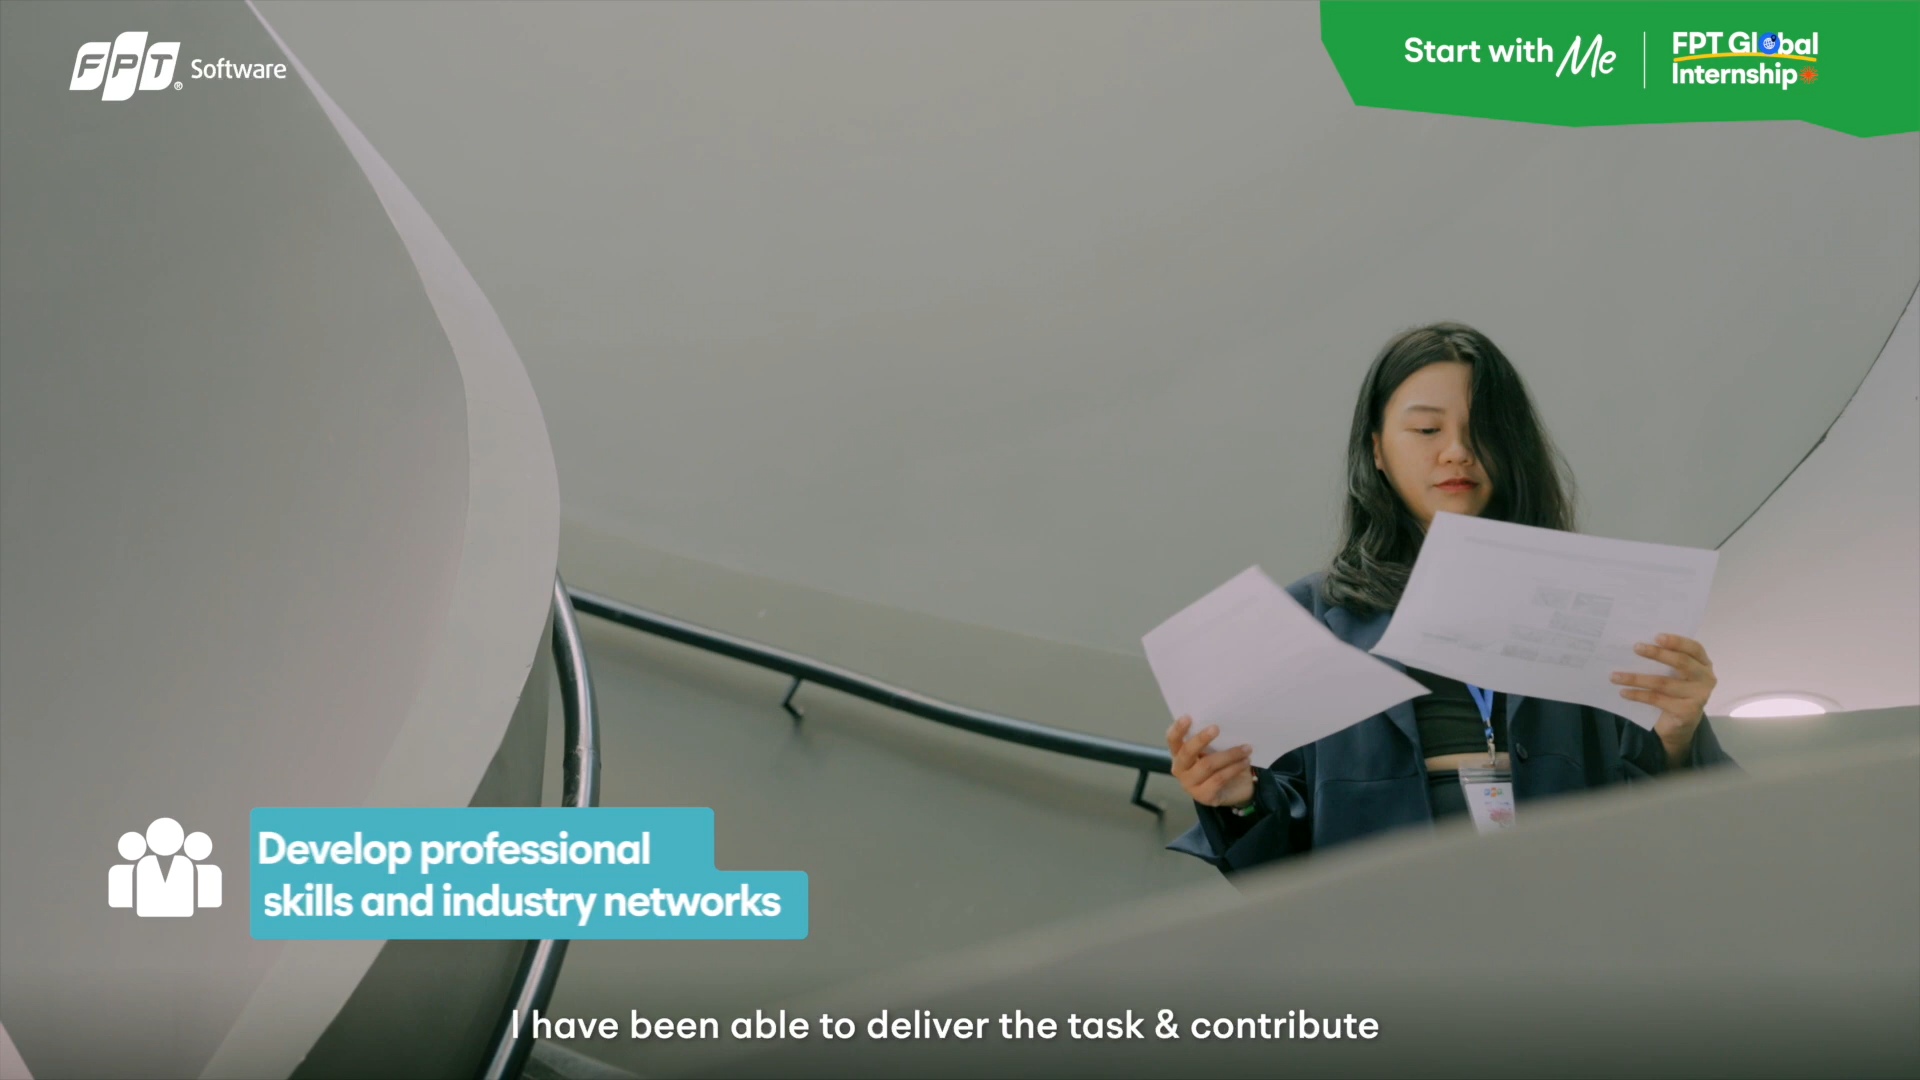 FPT® Software
Start with Me
FPT Global
Internship
Develop professional
skills and industry networks
I have been able to deliver the task & contribute